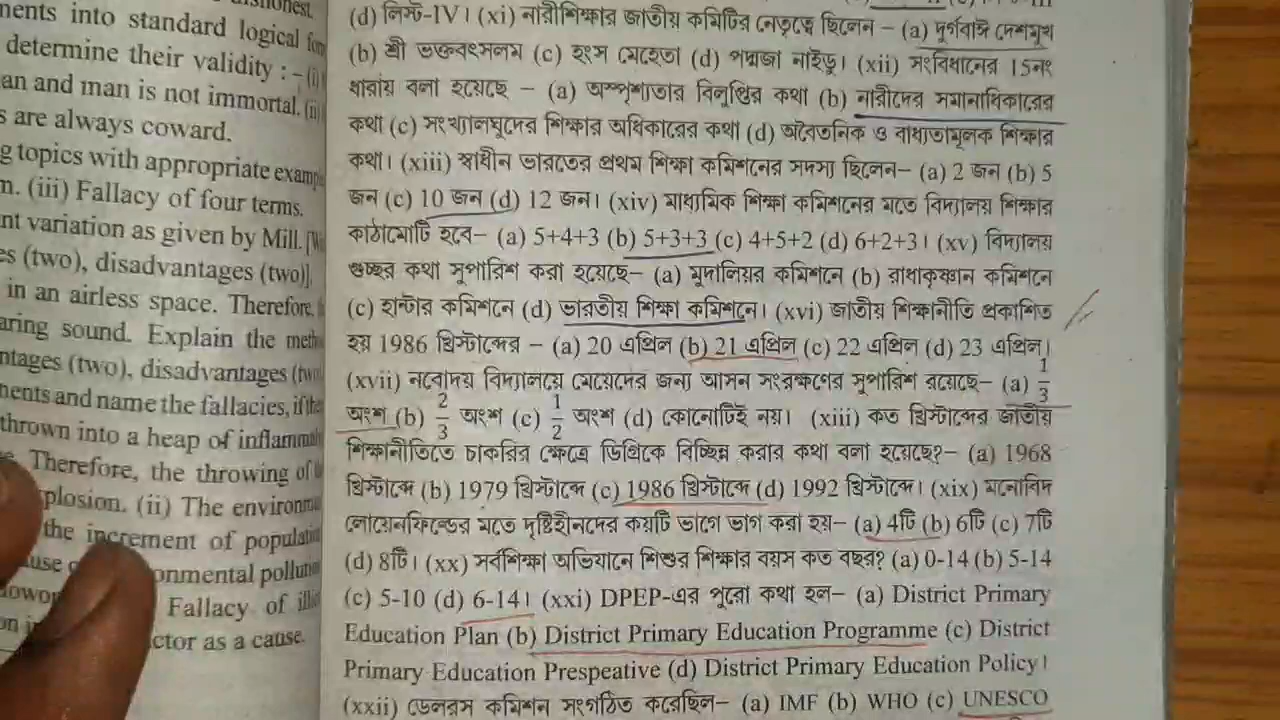 ments into standard logical
determine their validity : – (i)
an and man is not immortal. (ii)
s are always coward.
g topics with appropriate
n. (iii) Fallacy of four terms.
nt variation as given by Mill.
es (two), disadvantages (two)].
in an airless space. Therefore,
aring sound. Explain the
ntages (two), disadvantages
ments and name the fallacies, if
thrown into a heap of
Therefore, the throwing of
plosion. (ii) The
the increment of
use onmental
Fallacy of
ctor as a cause.
(d) লিস্ট-IV। (xi) নারীশিক্ষার জাতীয় কমিটির নেতৃত্বে ছিলেন – (a) দুর্গাবাঈ দেশমুখ
(b) শ্রী ভক্তবৎসলম (c) হংস মেহেতা (d) পদ্মজা নাইডু। (xii) সংবিধানের 15নং
ধারায় বলা হয়েছে – (a) অস্পৃশ্যতার বিলুপ্তির কথা (b) নারীদের সমানাধিকারের
কথা (c) সংখ্যালঘুদের শিক্ষার অধিকারের কথা (d) অবৈতনিক ও বাধ্যতামূলক শিক্ষার
কথা। (xiii) স্বাধীন ভারতের প্রথম শিক্ষা কমিশনের সদস্য ছিলেন– (a) 2 জন (b) 5
জন (c) 10 জন (d) 12 জন। (xiv) মাধ্যমিক শিক্ষা কমিশনের মতে বিদ্যালয় শিক্ষার
কাঠামোটি হবে– (a) 5+4+3 (b) 5+3+3 (c) 4+5+2 (d) 6+2+3। (xv) বিদ্যালয়
গুচ্ছর কথা সুপারিশ করা হয়েছে– (a) মুদালিয়র কমিশনে (b) রাধাকৃষ্ণান কমিশনে
(c) হান্টার কমিশনে (d) ভারতীয় শিক্ষা কমিশনে। (xvi) জাতীয় শিক্ষানীতি প্রকাশিত
হয় 1986 খ্রিস্টাব্দের – (a) 20 এপ্রিল (b) 21 এপ্রিল (c) 22 এপ্রিল (d) 23 এপ্রিল।
(xvii) নবোদয় বিদ্যালয়ে মেয়েদের জন্য আসন সংরক্ষণের সুপারিশ রয়েছে– (a) 1/3
অংশ (b) 2/3 অংশ (c) 1/2 অংশ (d) কোনোটিই নয়। (xiii) কত খ্রিস্টাব্দের জাতীয়
শিক্ষানীতিতে চাকরির ক্ষেত্রে ডিগ্রিকে বিচ্ছিন্ন করার কথা বলা হয়েছে?– (a) 1968
খ্রিস্টাব্দে (b) 1979 খ্রিস্টাব্দে (c) 1986 খ্রিস্টাব্দে (d) 1992 খ্রিস্টাব্দে। (xix) মনোবিদ
লোয়েনফিল্ডের মতে দৃষ্টিহীনদের কয়টি ভাগে ভাগ করা হয়– (a) 4টি (b) 6টি (c) 7টি
(d) 8টি। (xx) সর্বশিক্ষা অভিযানে শিশুর শিক্ষার বয়স কত বছর? (a) 0-14 (b) 5-14
(c) 5-10 (d) 6-14। (xxi) DPEP-এর পুরো কথা হল– (a) District Primary
Education Plan (b) District Primary Education Programme (c) District
Primary Education Prespeative (d) District Primary Education Policy।
(xxii) ডেলরস কমিশন সংগঠিত করেছিল– (a) IMF (b) WHO (c) UNESCO